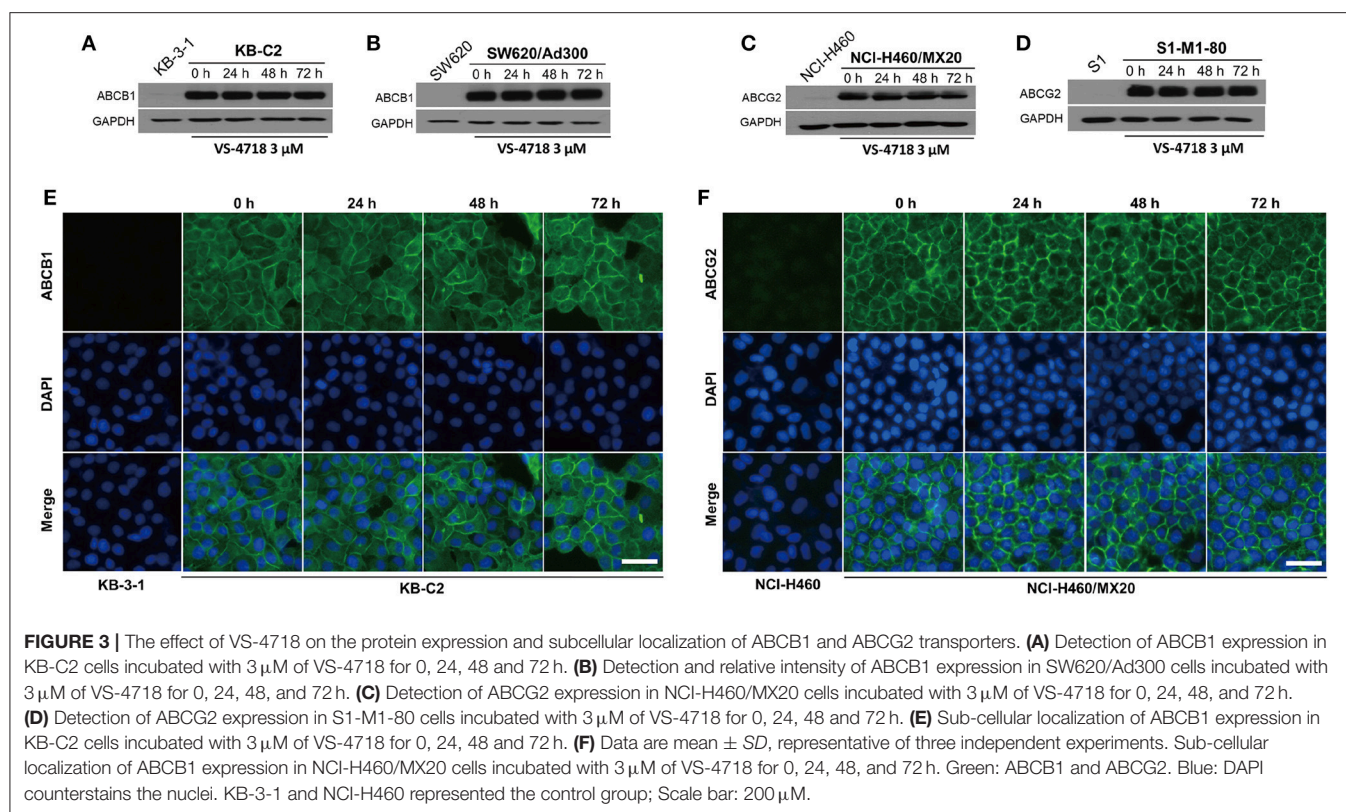 A
KB-3-1
KB-C2
0 h 24 h 48 h 72 h
ABCB1
GAPDH
VS-4718 3 μM
B
SW620
SW620/Ad300
0 h 24 h 48 h 72 h
ABCB1
GAPDH
VS-4718 3 μM
C
NCI-H460
NCI-H460/MX20
0 h 24 h 48 h 72 h
ABCG2
GAPDH
VS-4718 3 μM
D
S1
S1-M1-80
0 h 24 h 48 h 72 h
ABCG2
GAPDH
VS-4718 3 μM
E
0 h 24 h 48 h 72 h
ABCB1
DAPI
Merge
KB-3-1 KB-C2
F
0 h 24 h 48 h 72 h
ABCG2
DAPI
Merge
NCI-H460 NCI-H460/MX20
FIGURE 3 | The effect of VS-4718 on the protein expression and subcellular localization of ABCB1 and ABCG2 transporters. (A) Detection of ABCB1 expression in
KB-C2 cells incubated with 3 μM of VS-4718 for 0, 24, 48 and 72 h. (B) Detection and relative intensity of ABCB1 expression in SW620/Ad300 cells incubated with
3 μM of VS-4718 for 0, 24, 48, and 72 h. (C) Detection of ABCG2 expression in NCI-H460/MX20 cells incubated with 3 μM of VS-4718 for 0, 24, 48, and 72 h.
(D) Detection of ABCG2 expression in S1-M1-80 cells incubated with 3 μM of VS-4718 for 0, 24, 48 and 72 h. (E) Sub-cellular localization of ABCB1 expression in
KB-C2 cells incubated with 3 μM of VS-4718 for 0, 24, 48 and 72 h. (F) Data are mean ± SD, representative of three independent experiments. Sub-cellular
localization of ABCB1 expression in NCI-H460/MX20 cells incubated with 3 μM of VS-4718 for 0, 24, 48, and 72 h. Green: ABCB1 and ABCG2. Blue: DAPI
counterstains the nuclei. KB-3-1 and NCI-H460 represented the control group; Scale bar: 200 μM.